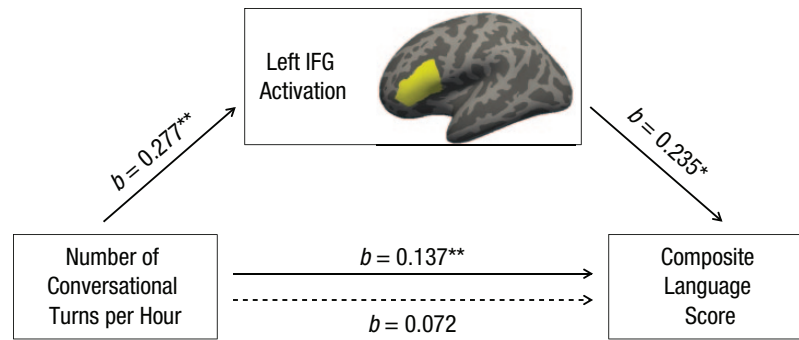 Left IFG
Activation
b = 0.277**
b = 0.235*
Number of
Conversational
Turns per Hour
b = 0.137**
b = 0.072
Composite
Language
Score